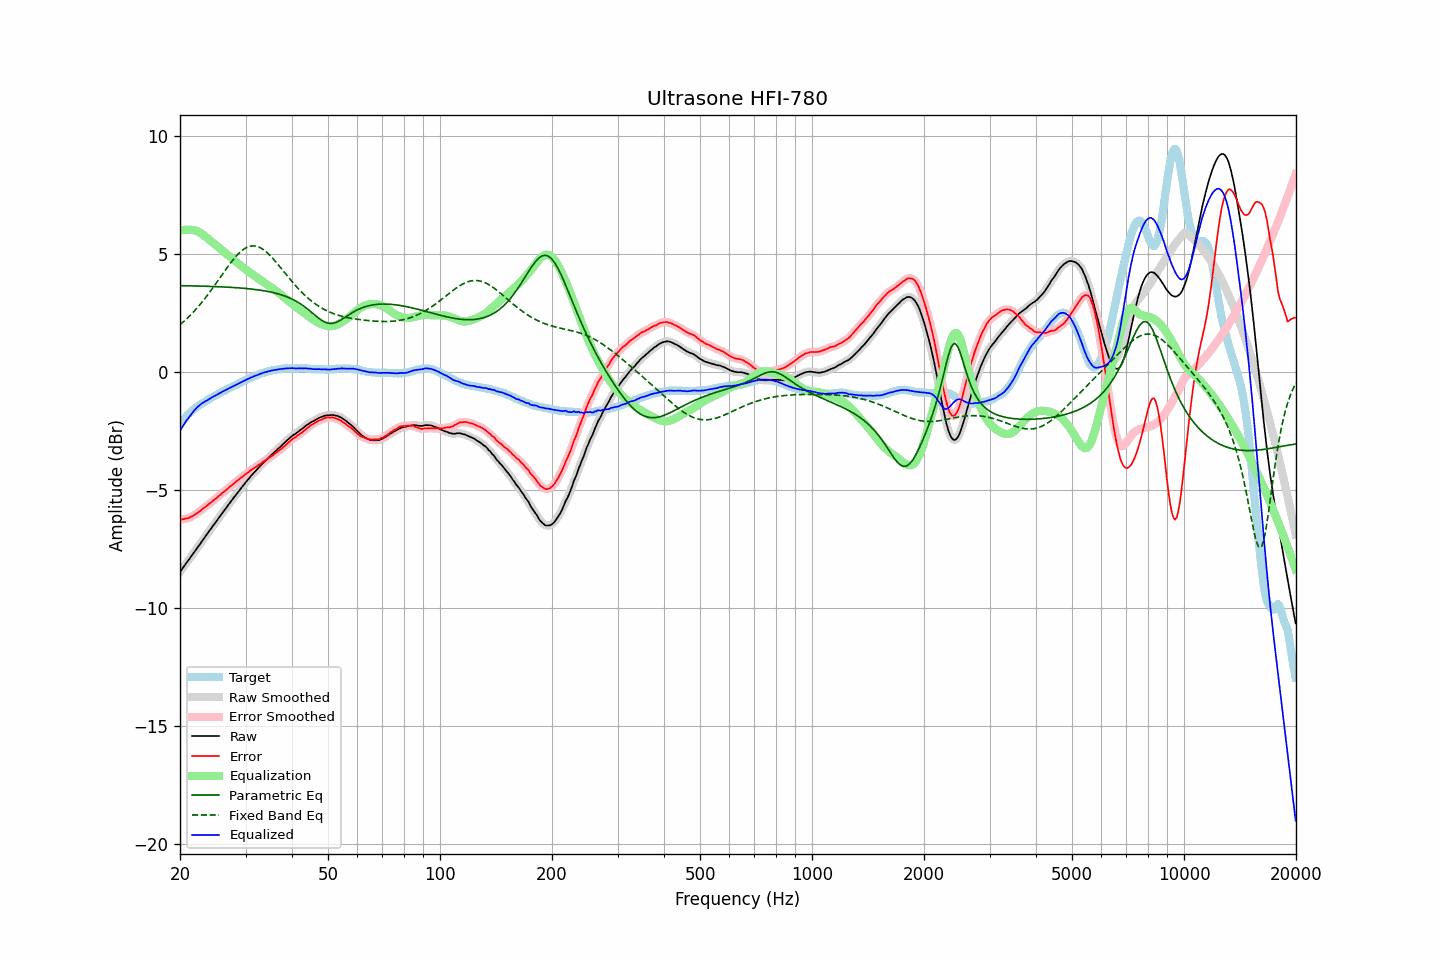 Ultrasone HFI-780
Amplitude (dBr)
10
5
0
−5
−10
−15
−20
Target
Raw Smoothed
Error Smoothed
Raw
Error
Equalization
Parametric Eq
Fixed Band Eq
Equalized
20 50 100 200 500 1000 2000 5000 10000 20000
Frequency (Hz)